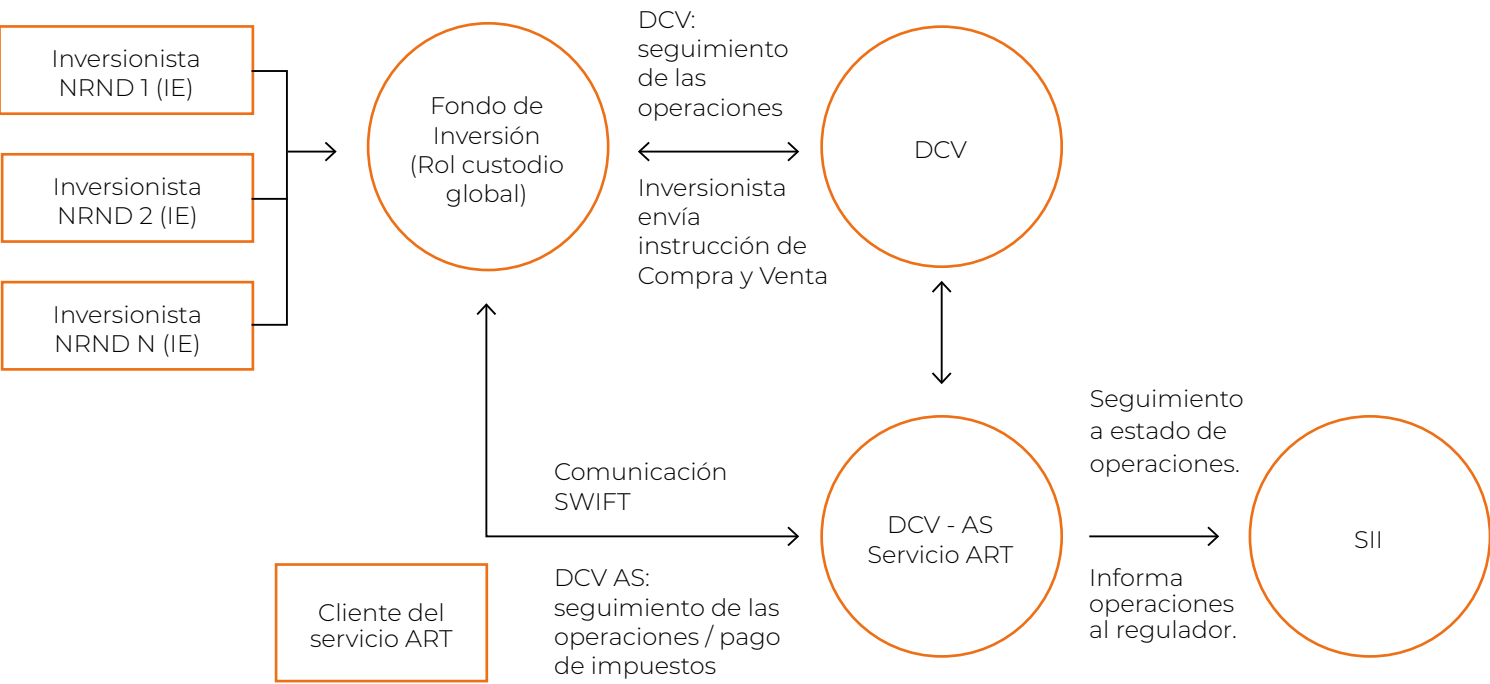 Inversionista
NRND 1 (IE)
Inversionista
NRND 2 (IE)
Inversionista
NRND N (IE)
Fondo de
Inversión
(Rol custodio
global)
DCV:
seguimiento
de las
operaciones
Inversionista
envía
instrucción de
Compra y Venta
DCV
Comunicación
SWIFT
DCV AS:
seguimiento de las
operaciones / pago
de impuestos
Cliente del
servicio ART
DCV - AS
Servicio ART
Seguimiento
a estado de
operaciones.
Informa
operaciones
al regulador.
SII